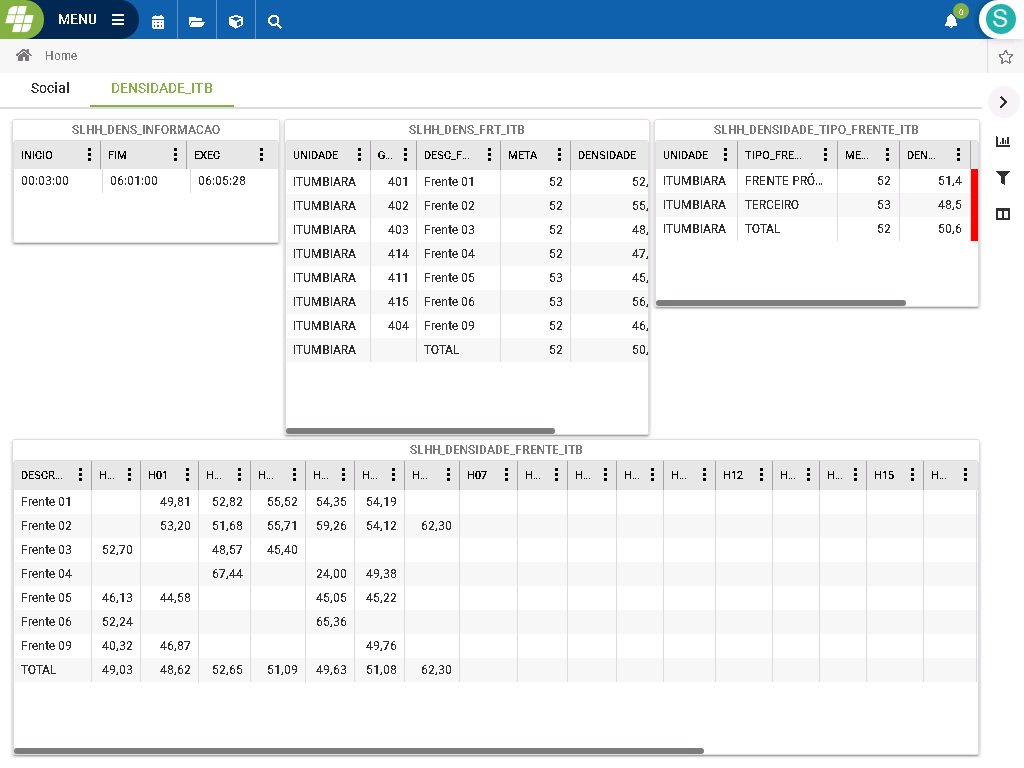 MENU
0
S
Home
Social DENSIDADE_ITB
SLHH_DENS_INFORMACAO
INICIO FIM EXEC
00:03:00 06:01:00 06:05:28
SLHH_DENS_FRT_ITB
UNIDADE G... DESC_F... META DENSIDADE
ITUMBIARA 401 Frente 01 52 52,
ITUMBIARA 402 Frente 02 52 55,
ITUMBIARA 403 Frente 03 52 48,
ITUMBIARA 414 Frente 04 52 47,
ITUMBIARA 411 Frente 05 53 45,
ITUMBIARA 415 Frente 06 53 56,
ITUMBIARA 404 Frente 09 52 46,
ITUMBIARA TOTAL 52 50,
SLHH_DENSIDADE_TIPO_FRENTE_ITB
UNIDADE TIPO_FRE... ME... DEN...
ITUMBIARA FRENTE PRÓ... 52 51,4
ITUMBIARA TERCEIRO 53 48,5
ITUMBIARA TOTAL 52 50,6
SLHH_DENSIDADE_FRENTE_ITB
DESCR... H... H01 H... H... H... H... H... H07 H... H... H... H... H12 H... H... H15 H...
Frente 01 49,81 52,82 55,52 54,35 54,19
Frente 02 53,20 51,68 55,71 59,26 54,12 62,30
Frente 03 52,70 48,57 45,40
Frente 04 67,44 24,00 49,38
Frente 05 46,13 44,58 45,05 45,22
Frente 06 52,24 65,36
Frente 09 40,32 46,87 49,76
TOTAL 49,03 48,62 52,65 51,09 49,63 51,08 62,30